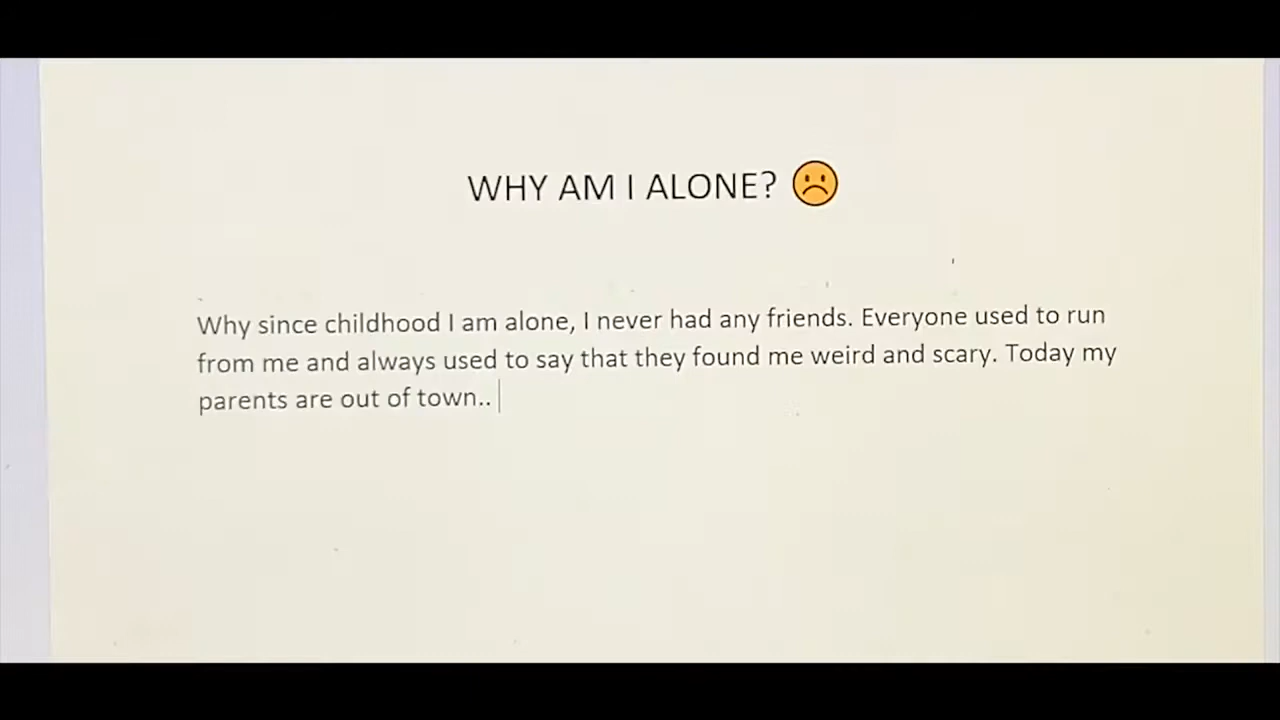 WHY AM I ALONE? ☹
Why since childhood I am alone, I never had any friends. Everyone used to run
from me and always used to say that they found me weird and scary. Today my
parents are out of town..